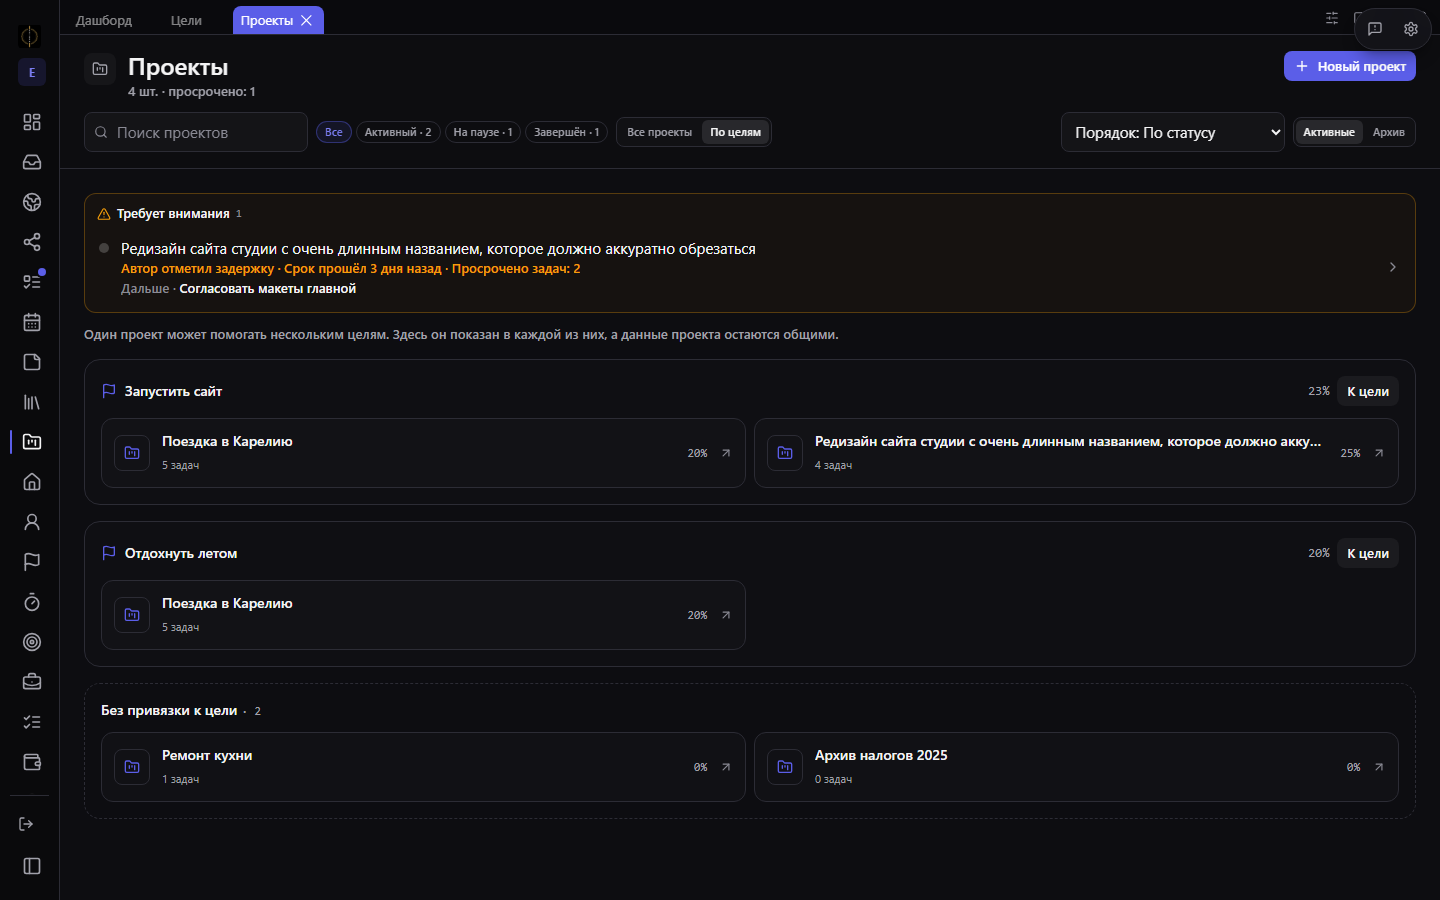 Дашборд
Цели
Проекты
E
Проекты
4 шт. · просрочено: 1
Новый проект
Поиск проектов
Все
Активный · 2
На паузе · 1
Завершён · 1
Все проекты
По целям
Порядок: По статусу
Активные
Архив
Требует внимания 1
Редизайн сайта студии с очень длинным названием, которое должно аккуратно обрезаться
Автор отметил задержку · Срок прошёл 3 дня назад · Просрочено задач: 2
Дальше · Согласовать макеты главной
Один проект может помогать нескольким целям. Здесь он показан в каждой из них, а данные проекта остаются общими.
Запустить сайт
23%
К цели
Поездка в Карелию
5 задач
20%
Редизайн сайта студии с очень длинным названием, которое должно акку...
4 задач
25%
Отдохнуть летом
20%
К цели
Поездка в Карелию
5 задач
20%
Без привязки к цели · 2
Ремонт кухни
1 задач
0%
Архив налогов 2025
0 задач
0%